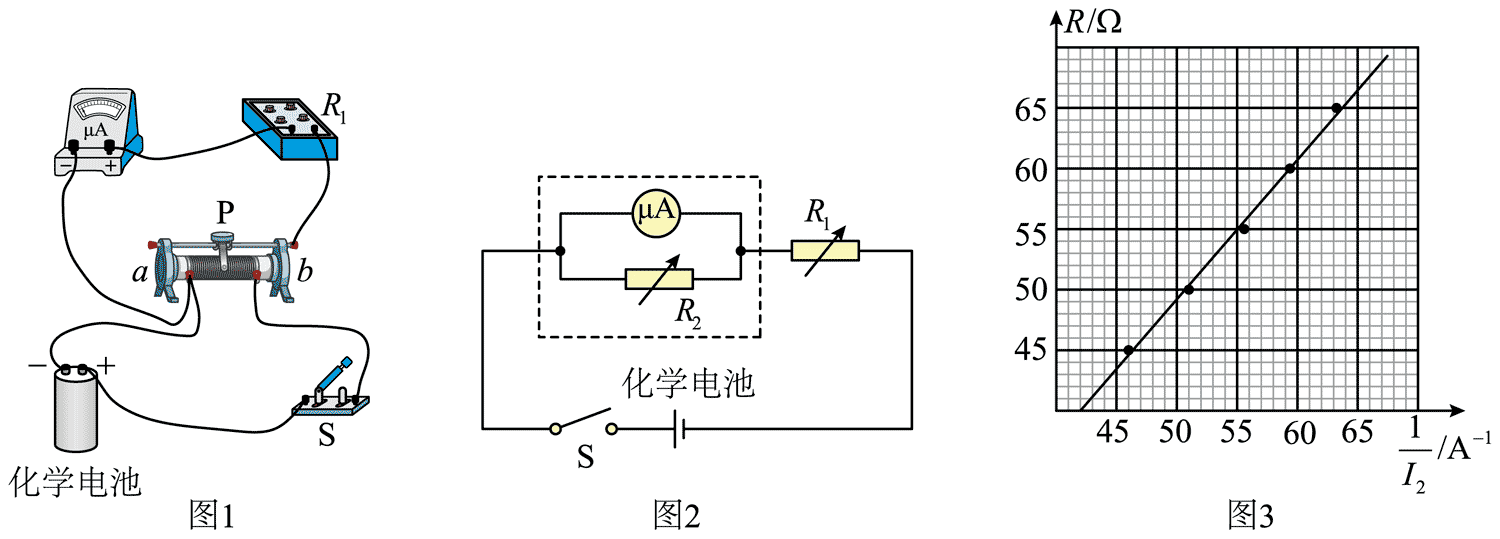 μA
− +
R₁
P
a b
− +
S
化学电池
图1
μA
R₁
R₂
化学电池
S
图2
R/Ω
65
60
55
50
45
45 50 55 60 65
1/I₂ /A⁻¹
图3